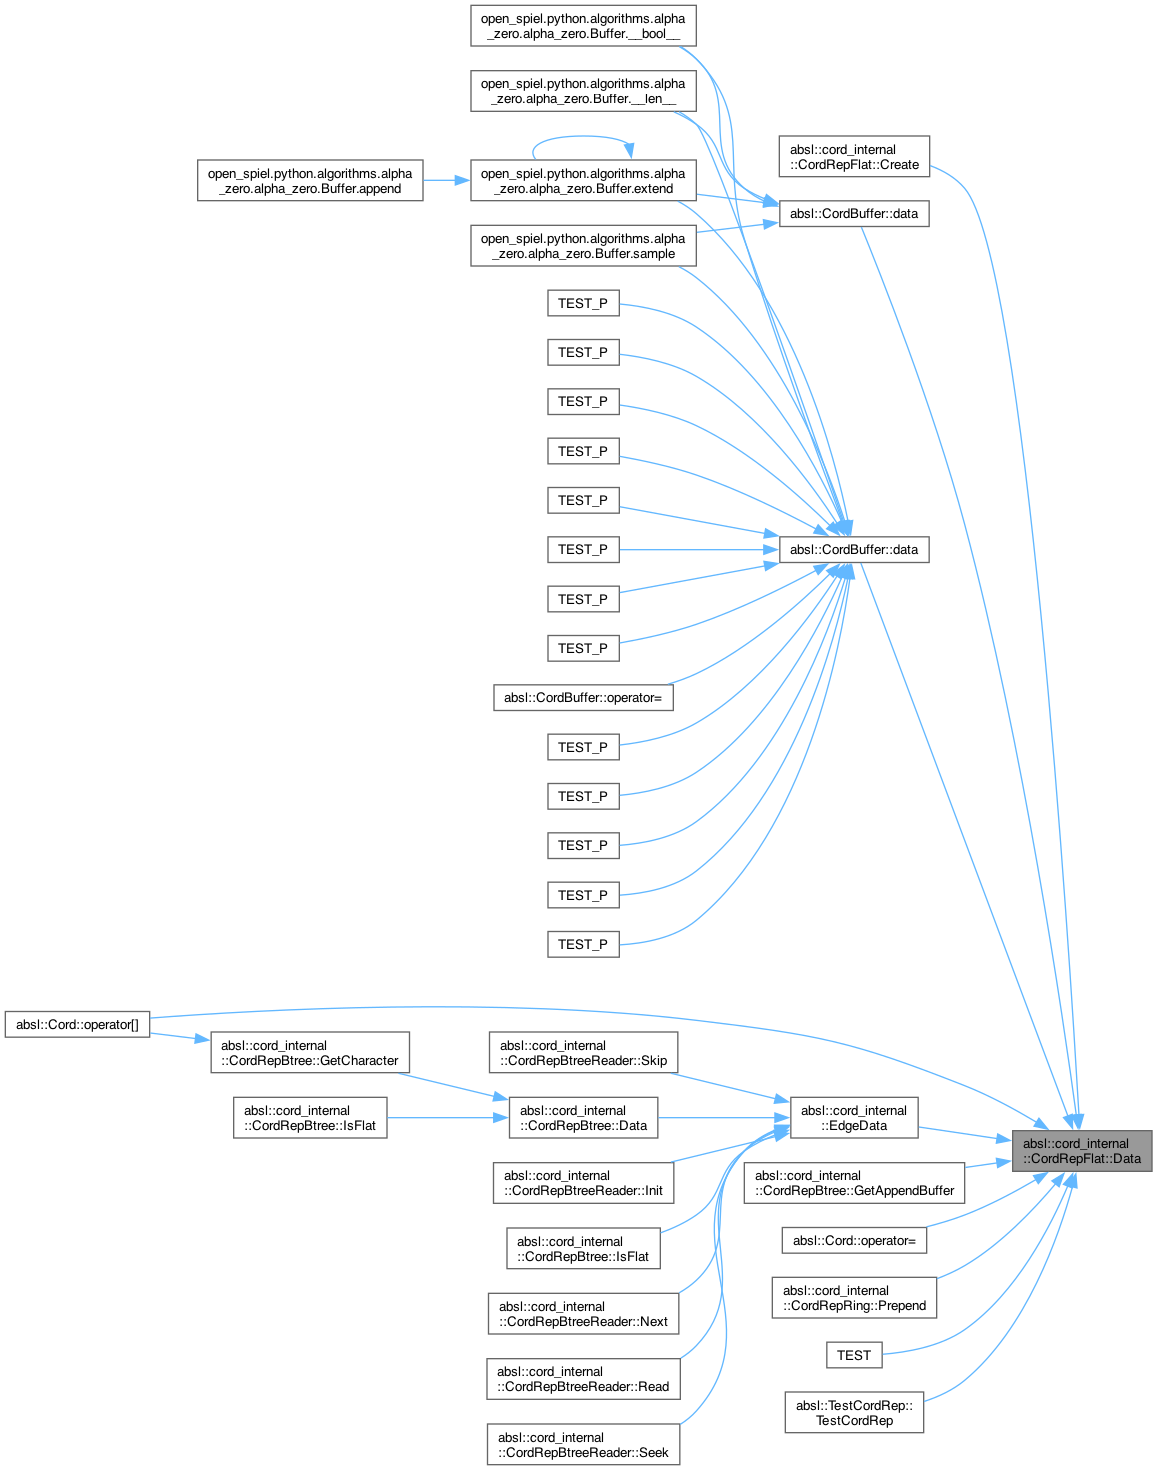 open_spiel.python.algorithms.alpha
_zero.alpha_zero.Buffer.__bool__
open_spiel.python.algorithms.alpha
_zero.alpha_zero.Buffer.__len__
absl::cord_internal
::CordRepFlat::Create
open_spiel.python.algorithms.alpha
_zero.alpha_zero.Buffer.append
open_spiel.python.algorithms.alpha
_zero.alpha_zero.Buffer.extend
absl::CordBuffer::data
open_spiel.python.algorithms.alpha
_zero.alpha_zero.Buffer.sample
TEST_P
TEST_P
TEST_P
TEST_P
TEST_P
TEST_P
absl::CordBuffer::data
TEST_P
TEST_P
absl::CordBuffer::operator=
TEST_P
TEST_P
TEST_P
TEST_P
TEST_P
absl::Cord::operator[]
absl::cord_internal
::CordRepBtree::GetCharacter
absl::cord_internal
::CordRepBtreeReader::Skip
absl::cord_internal
::CordRepBtree::IsFlat
absl::cord_internal
::CordRepBtree::Data
absl::cord_internal
::EdgeData
absl::cord_internal
::CordRepFlat::Data
absl::cord_internal
::CordRepBtreeReader::Init
absl::cord_internal
::CordRepBtree::GetAppendBuffer
absl::cord_internal
::CordRepBtree::IsFlat
absl::Cord::operator=
absl::cord_internal
::CordRepBtreeReader::Next
absl::cord_internal
::CordRepRing::Prepend
TEST
absl::cord_internal
::CordRepBtreeReader::Read
absl::TestCordRep::
TestCordRep
absl::cord_internal
::CordRepBtreeReader::Seek